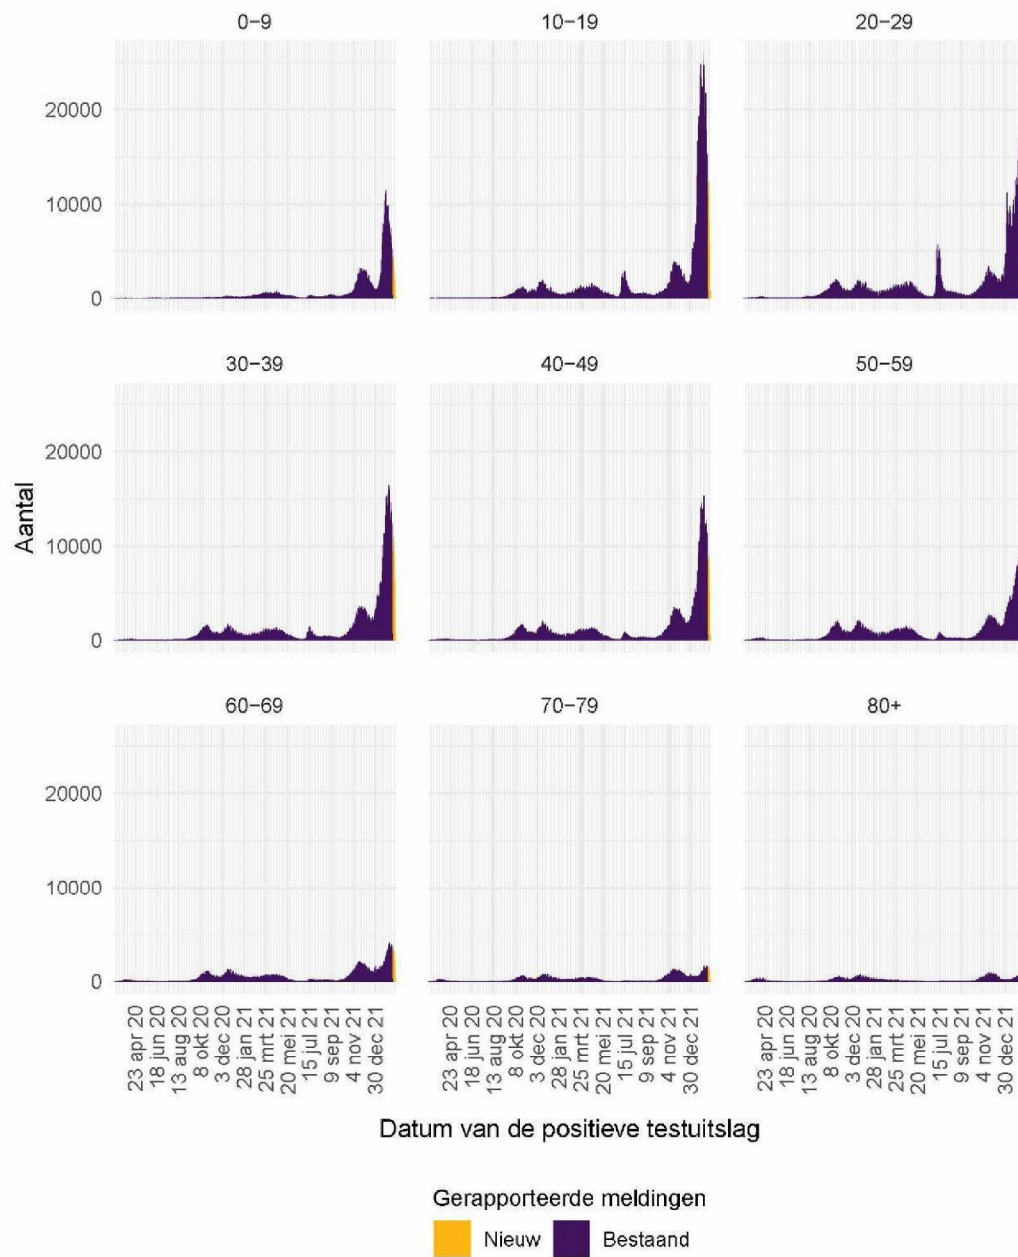 0-9
10-19
20-29
20000
10000
0
30-39
40-49
50-59
20000
10000
0
Aantal
60-69
70-79
80+
20000
10000
0
23 apr 20
18 jun 20
13 aug 20
8 okt 20
3 dec 20
28 jan 21
25 mrt 21
20 mei 21
15 jul 21
9 sep 21
4 nov 21
30 dec 21
23 apr 20
18 jun 20
13 aug 20
8 okt 20
3 dec 20
28 jan 21
25 mrt 21
20 mei 21
15 jul 21
9 sep 21
4 nov 21
30 dec 21
23 apr 20
18 jun 20
13 aug 20
8 okt 20
3 dec 20
28 jan 21
25 mrt 21
20 mei 21
15 jul 21
9 sep 21
4 nov 21
30 dec 21
Datum van de positieve testuitslag
Gerapporteerde meldingen
Nieuw Bestaand